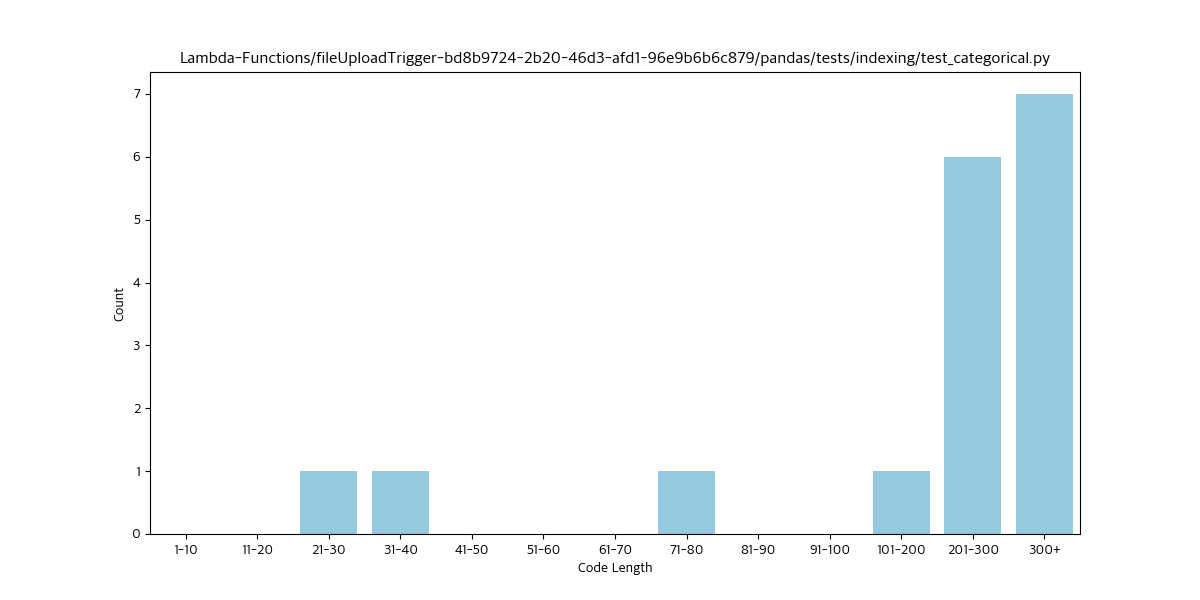 Lambda-Functions/fileUploadTrigger-bd8b9724-2b20-46d3-afd1-96e9b6b6c879/pandas/tests/indexing/test_categorical.py
7
6
5
4
3
2
1
0
Count
1-10 11-20 21-30 31-40 41-50 51-60 61-70 71-80 81-90 91-100 101-200 201-300 300+
Code Length